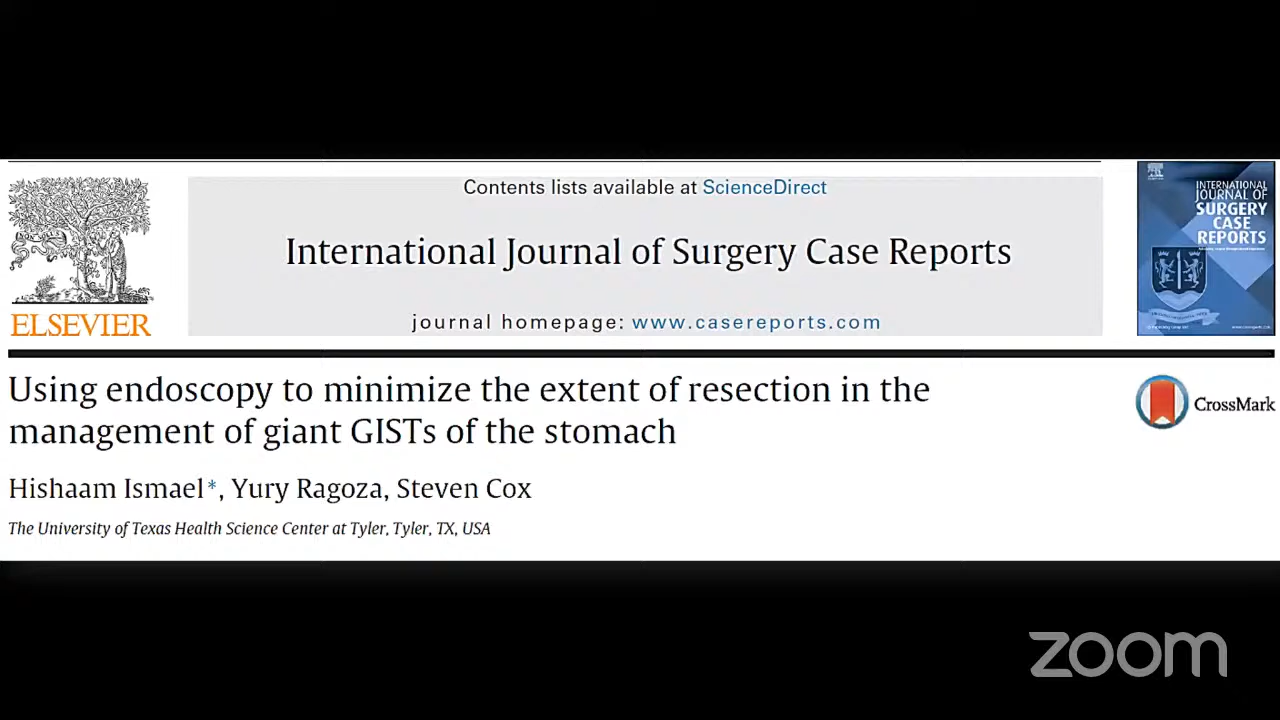 Contents lists available at ScienceDirect
International Journal of Surgery Case Reports
journal homepage: www.casereports.com
ELSEVIER
INTERNATIONAL
JOURNAL OF
SURGERY
CASE
REPORTS
Using endoscopy to minimize the extent of resection in the
management of giant GISTs of the stomach
CrossMark
Hishaam Ismael*, Yury Ragoza, Steven Cox
The University of Texas Health Science Center at Tyler, Tyler, TX, USA
zoom